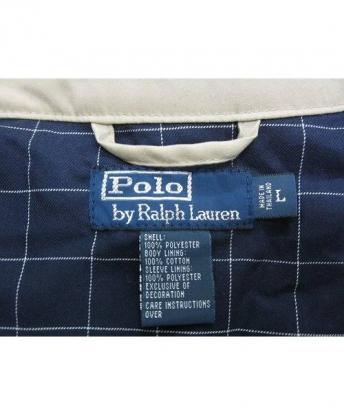 Polo
by Ralph Lauren
MADE IN
THAILAND
L
SHELL:
100% POLYESTER
BODY LINING:
100% COTTON
SLEEVE LINING:
100% POLYESTER
EXCLUSIVE OF
DECORATION
CARE INSTRUCTIONS
OVER